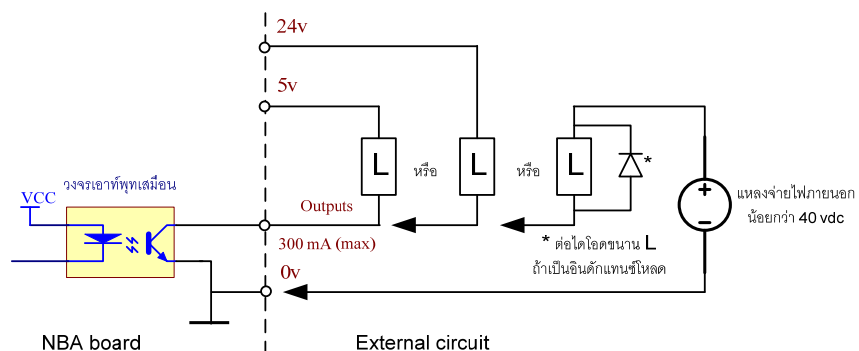 24v
5v
วงจรเอาท์พุทเสมือน
VCC
L
หรือ
L
หรือ
L
*
+
−
แหลงจ่ายไฟภายนอก
น้อยกว่า 40 vdc
Outputs
300 mA (max)
* ต่อไดโอดขนาน L
ถ้าเป็นอินดักแทนซ์โหลด
0v
NBA board
External circuit